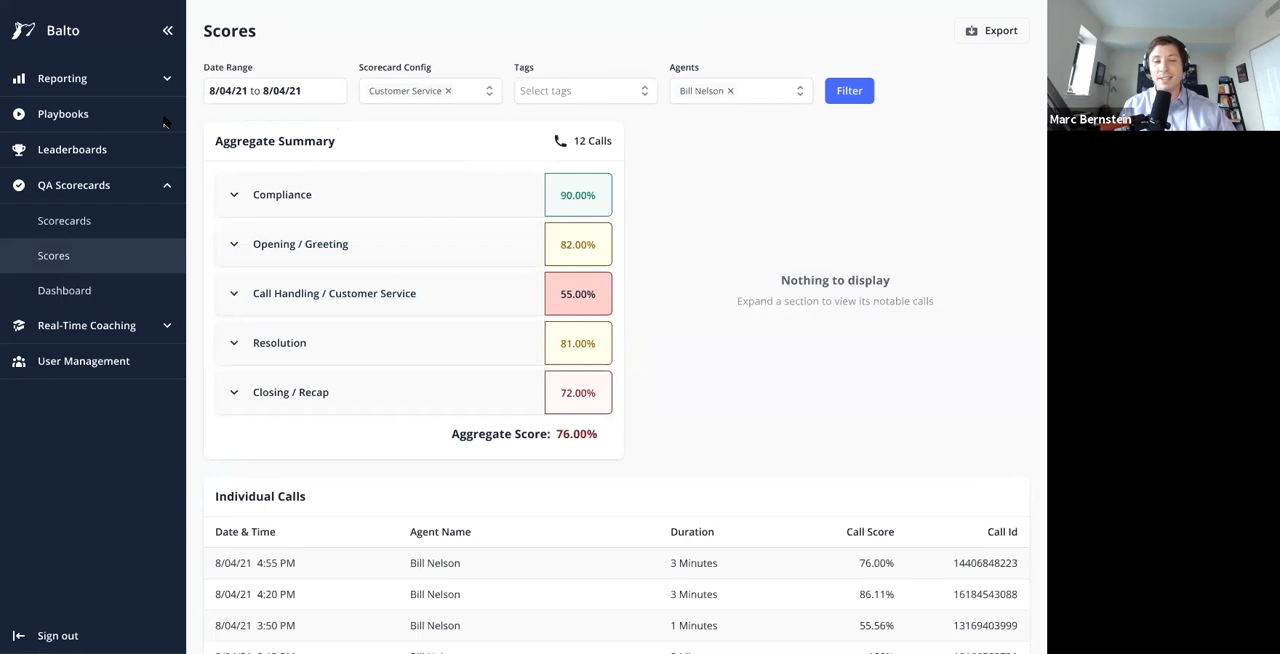 Balto
Reporting
Playbooks
Leaderboards
QA Scorecards
Scorecards
Scores
Dashboard
Real-Time Coaching
User Management
Sign out
Scores
Export
Date Range
8/04/21 to 8/04/21
Scorecard Config
Customer Service ×
Tags
Select tags
Agents
Bill Nelson ×
Filter
Aggregate Summary
12 Calls
Compliance 90.00%
Opening / Greeting 82.00%
Call Handling / Customer Service 55.00%
Resolution 81.00%
Closing / Recap 72.00%
Aggregate Score: 76.00%
Nothing to display
Expand a section to view its notable calls
Individual Calls
Date & Time Agent Name Duration Call Score Call Id
8/04/21 4:55 PM Bill Nelson 3 Minutes 76.00% 14406848223
8/04/21 4:20 PM Bill Nelson 3 Minutes 86.11% 16184543088
8/04/21 3:50 PM Bill Nelson 1 Minutes 55.56% 13169403999
Marc Bernstein